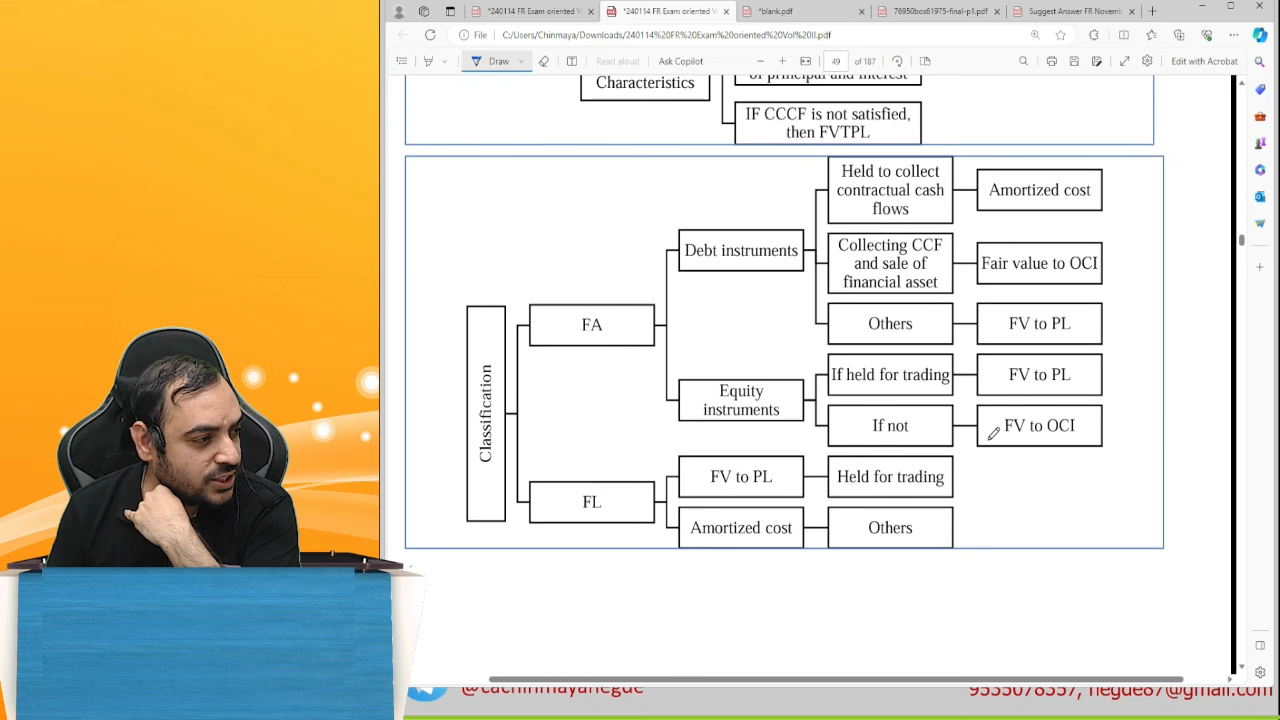 *240114 FR Exam oriented V
*240114 FR Exam oriented V
*blank.pdf
76950bos61975-final-p1.pdf
Suggest Answer FR Novemb
File
C:/Users/Chinmaya/Downloads/240114%20FR%20Exam%20oriented%20Vol%20II.pdf
Draw
Read aloud
Ask Copilot
49
of 187
Edit with Acrobat
Characteristics
of principal and interest
IF CCCF is not satisfied,
then FVTPL
Classification
FA
Debt instruments
Held to collect
contractual cash
flows
Amortized cost
Collecting CCF
and sale of
financial asset
Fair value to OCI
Others
FV to PL
Equity
instruments
If held for trading
FV to PL
If not
FV to OCI
FL
FV to PL
Held for trading
Amortized cost
Others
@cachinmayahegde
9535078357, heyde87@gmail.com